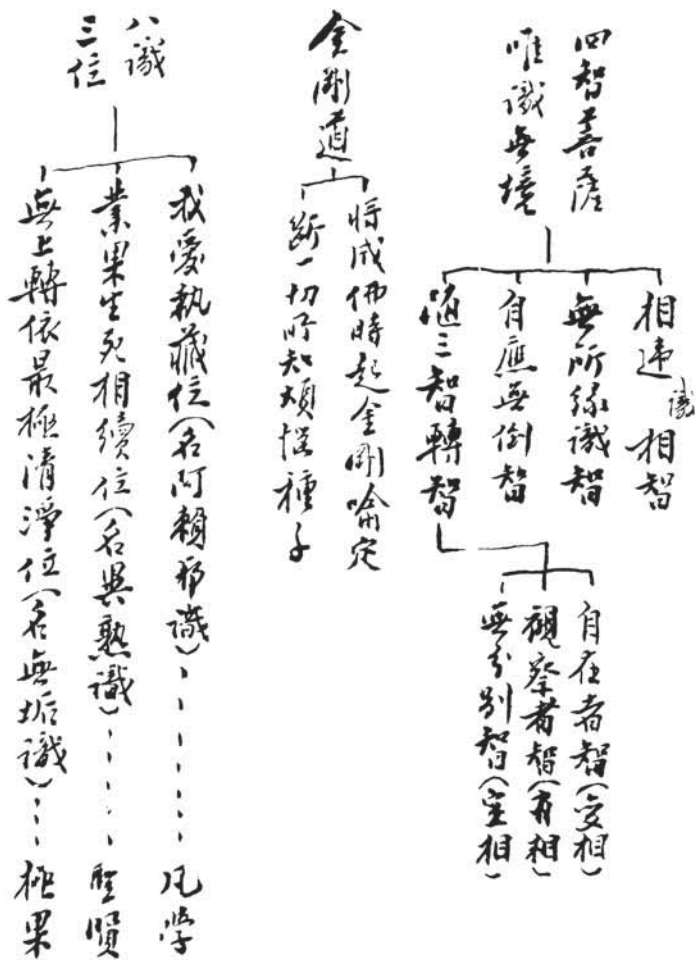 四智菩薩
唯識無境
相違識相智
無所緣識智
自應無倒智
隨三智轉智
自在者智(變相)
觀察者智(有相)
無分別智(空相)
金剛道
將成佛時起金剛喻定
斷一切所知煩惱種子
八識
三位
我愛執藏位(名阿賴耶識)⋯⋯⋯凡學
業果生死相續位(名異熟識)⋯⋯聖
無上轉依最極清淨位(名無垢識)⋯極果